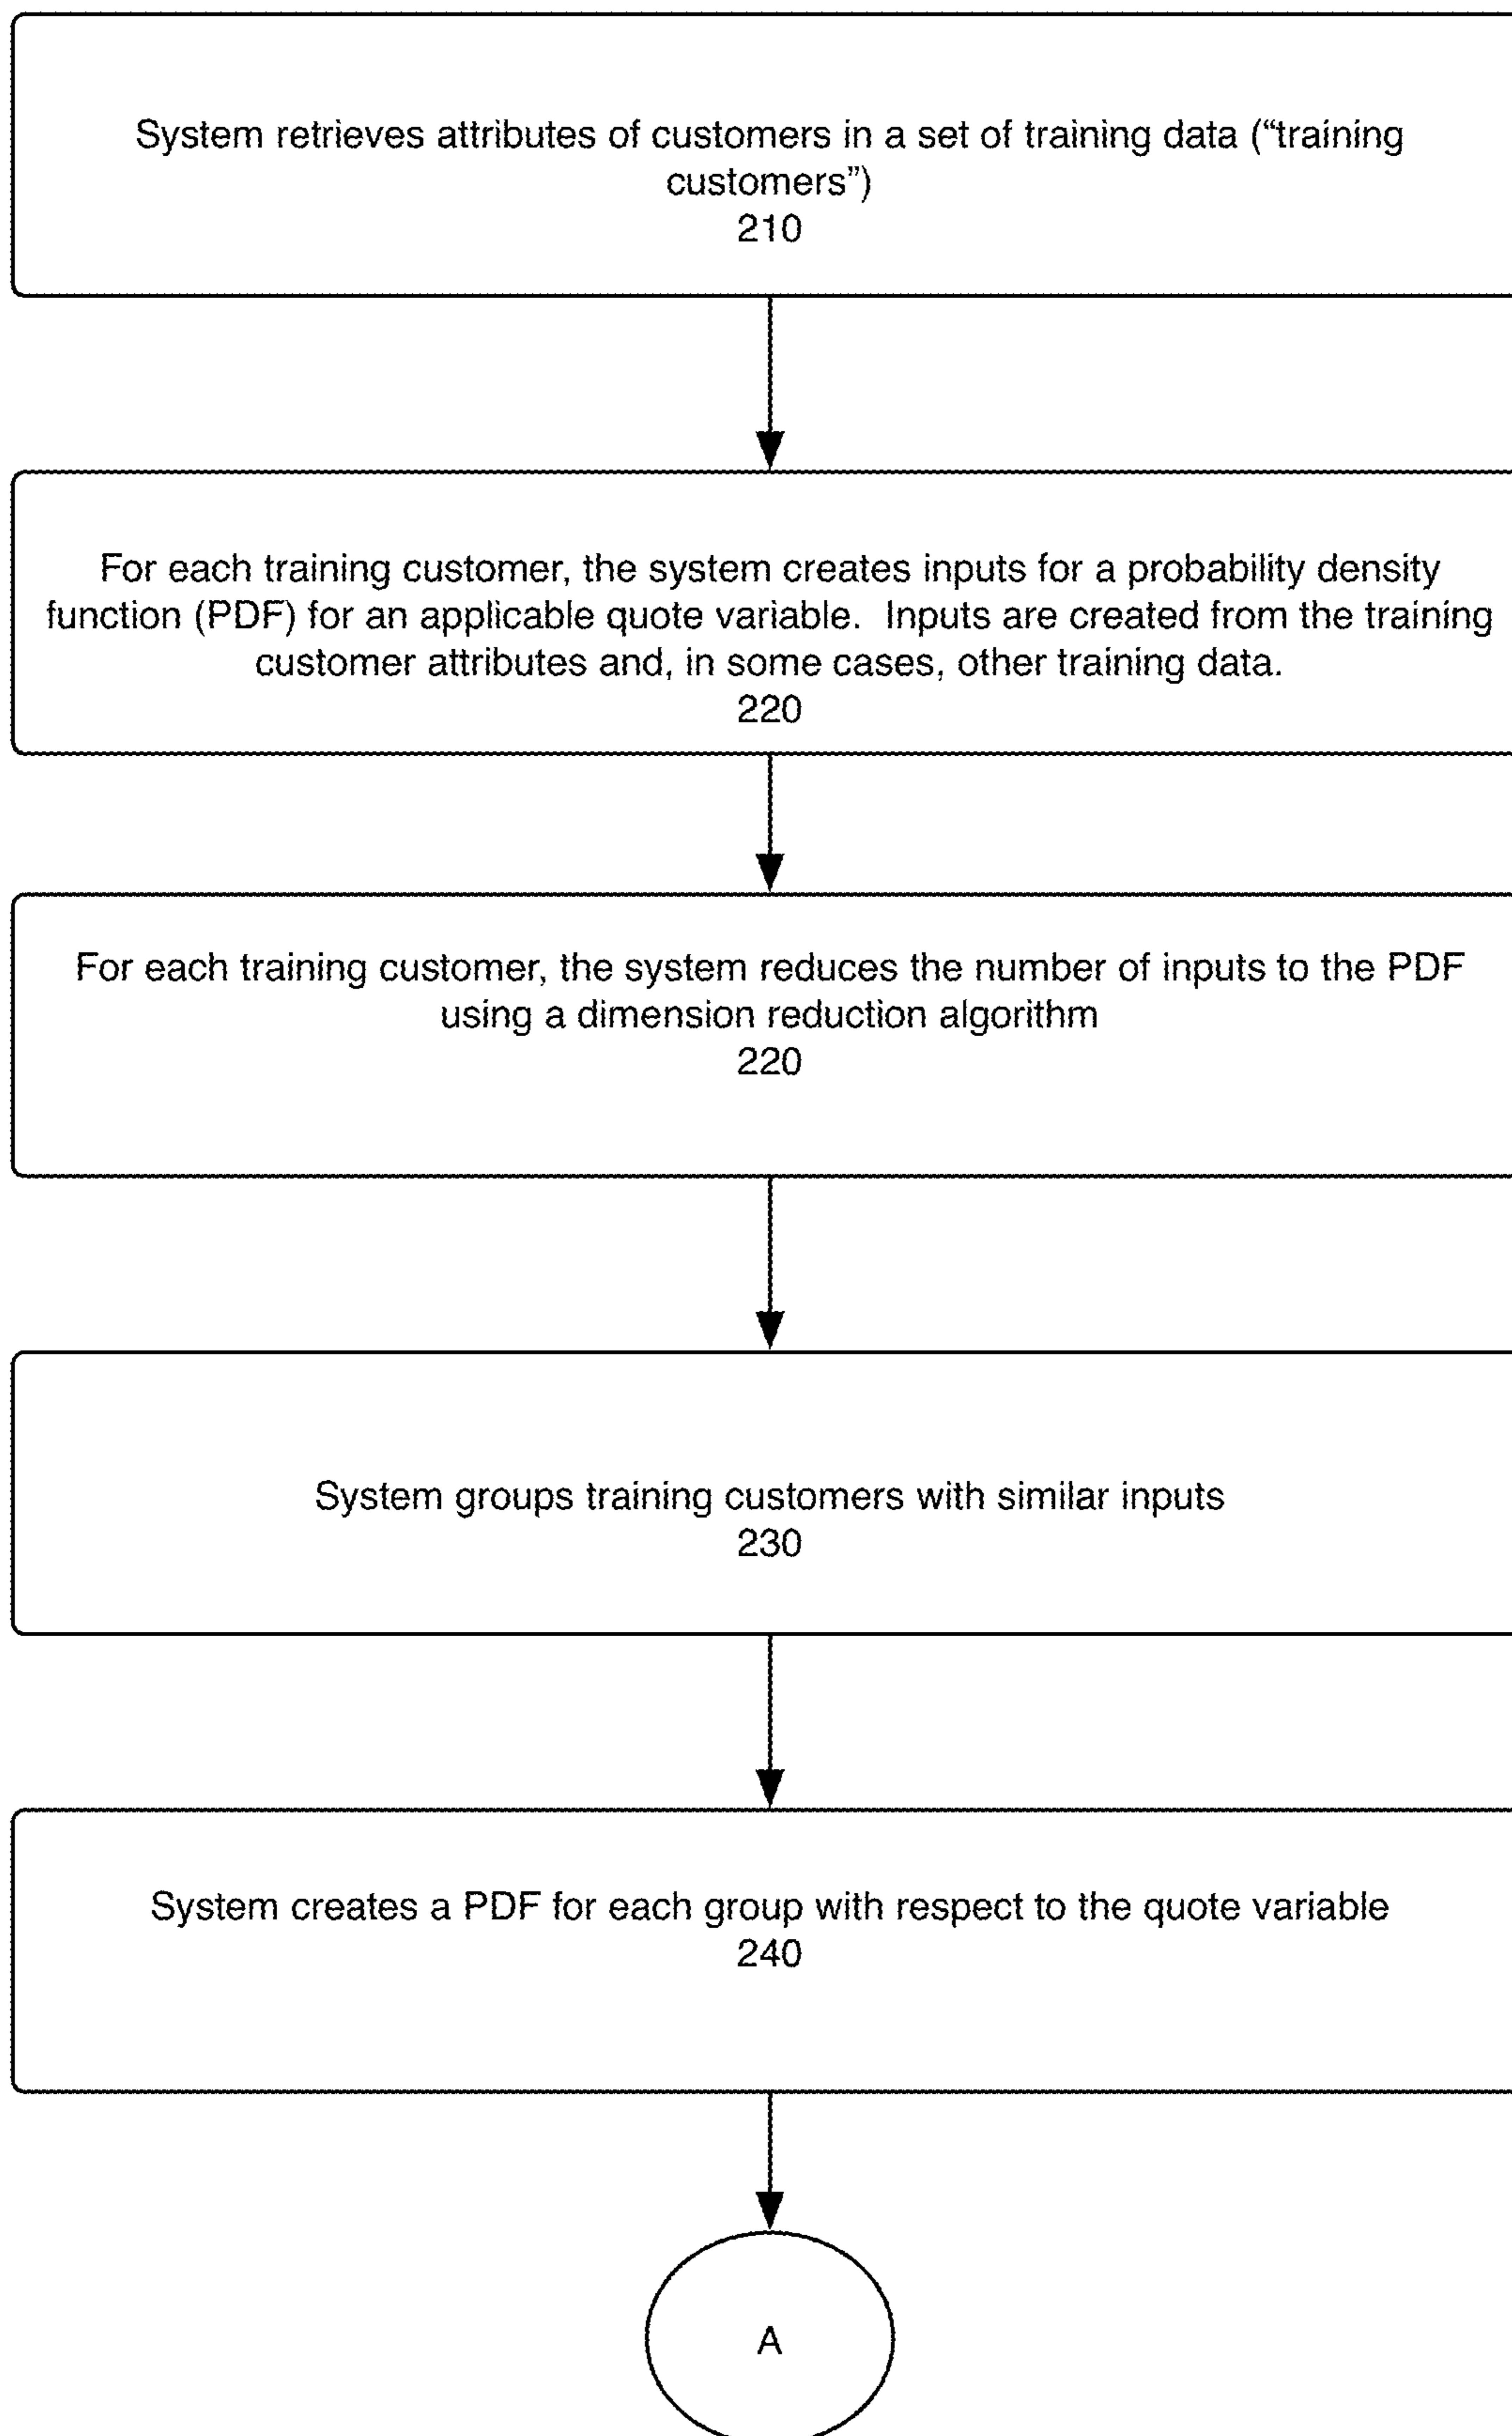 System retrieves attributes of customers in a set of training data (“training
customers”)
210
For each training customer, the system creates inputs for a probability density
function (PDF) for an applicable quote variable.  Inputs are created from the training
customer attributes and, in some cases, other training data.
220
For each training customer, the system reduces the number of inputs to the PDF
using a dimension reduction algorithm
220
System groups training customers with similar inputs
230
System creates a PDF for each group with respect to the quote variable
240
A